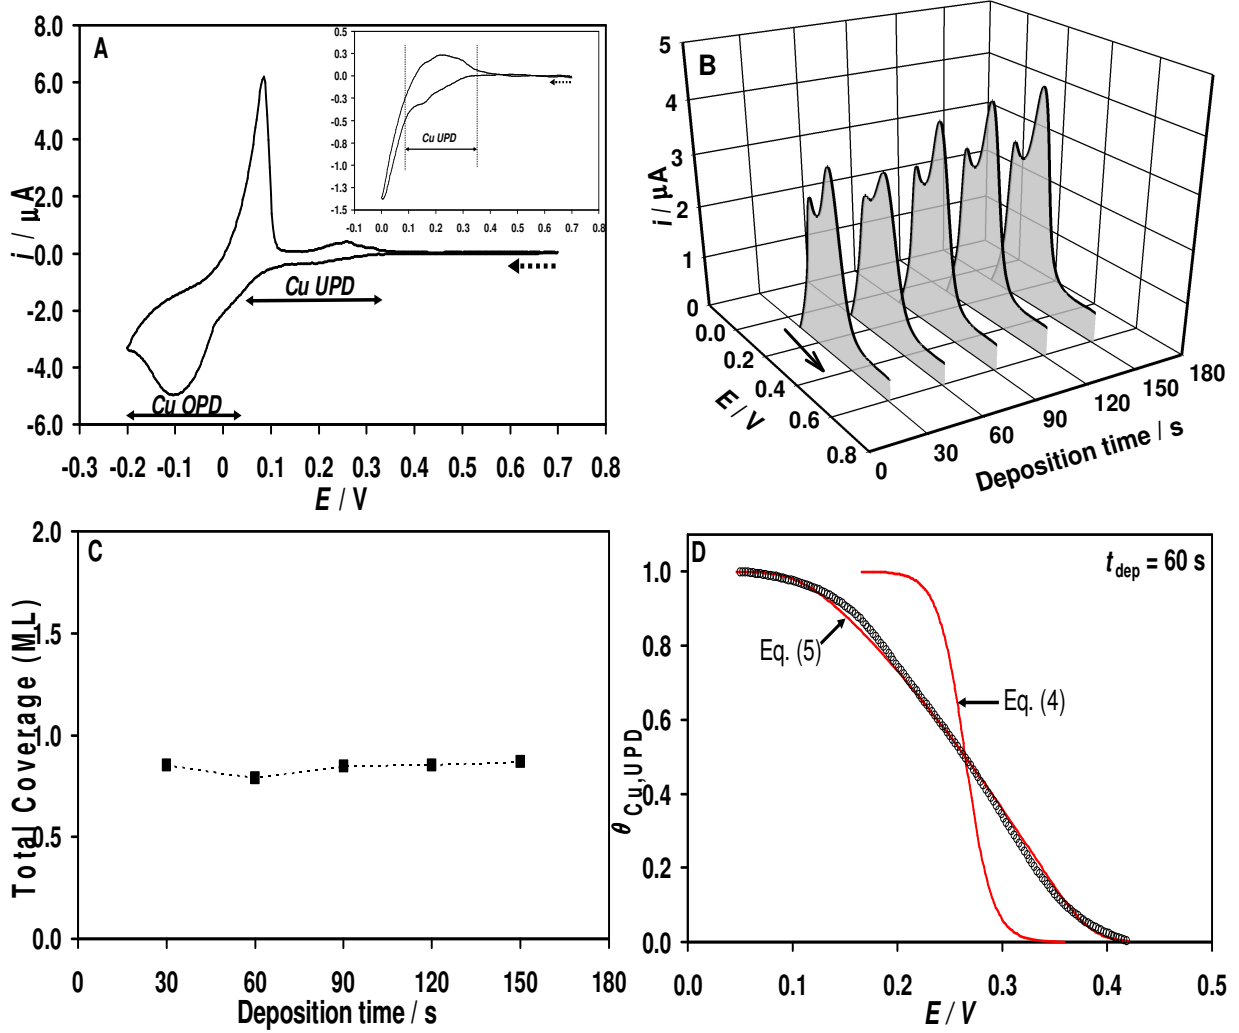 A
8.0
6.0
4.0
2.0
0.0
-2.0
-4.0
-6.0
i / µA
-0.3 -0.2 -0.1 0 0.1 0.2 0.3 0.4 0.5 0.6 0.7 0.8
E / V
Cu UPD
Cu OPD
0.5
0.3
0.0
-0.3
-0.5
-0.8
-1.0
-1.3
-1.5
-0.1 0.0 0.1 0.2 0.3 0.4 0.5 0.6 0.7 0.8
Cu UPD
B
5
4
3
2
1
0
i / µA
0.0
0.2
0.4
0.6
0.8
E / V
0 30 60 90 120 150 180
Deposition time / s
C
2.0
1.5
1.0
0.5
0.0
Total Coverage (ML)
0 30 60 90 120 150 180
Deposition time / s
D
t dep = 60 s
1.0
0.8
0.6
0.4
0.2
0.0
θ Cu,UPD
Eq. (5)
Eq. (4)
0.0 0.1 0.2 0.3 0.4 0.5
E / V